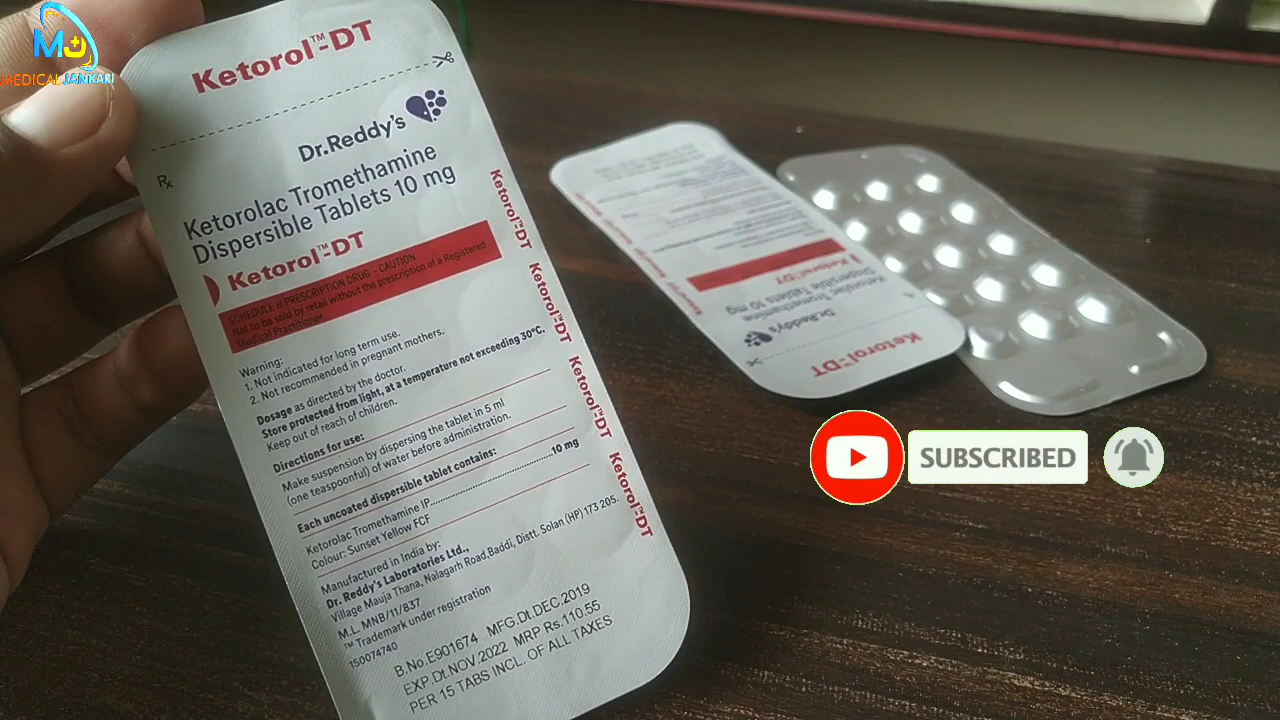 MJ
MEDICAL JANKARI
Ketorol™-DT
Dr.Reddy's
Rx
Ketorolac Tromethamine
Dispersible Tablets 10 mg
Ketorol™-DT
SCHEDULE H PRESCRIPTION DRUG – CAUTION
Not to be sold by retail without the prescription of a Registered
Medical Practitioner.
Warning:
1. Not indicated for long term use.
2. Not recommended in pregnant mothers.
Dosage as directed by the doctor.
Store protected from light, at a temperature not exceeding 30°C.
Keep out of reach of children.
Directions for use:
Make suspension by dispersing the tablet in 5 ml
(one teaspoonful) of water before administration.
Each uncoated dispersible tablet contains:
Ketorolac Tromethamine IP..............................10 mg
Colour: Sunset Yellow FCF
Manufactured in India by:
Dr. Reddy's Laboratories Ltd.,
Village Mauja Thana, Nalagarh Road,Baddi, Distt. Solan (HP) 173 205.
M.L. MNB/11/837
™ Trademark under registration
150074740
B.No.E901674 MFG.Dt.DEC.2019
EXP.Dt.NOV.2022 MRP Rs.110.55
PER 15 TABS INCL. OF ALL TAXES
Ketorol™-DT
Ketorol™-DT
Ketorol™-DT
Ketorol™-DT
Ketorol™-DT
Dr.Reddy's
Ketorolac Tromethamine
Dispersible Tablets 10 mg
Ketorol™-DT
SUBSCRIBED